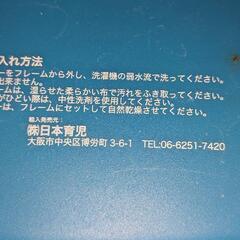 入れ方法
ーをフレームから外し、洗濯機の弱水流で洗ってください。
出来ません。
ームは、湿らせた柔らかい布で汚れをふき取ってください。
がひどい際は、中性洗剤を使用してください。
ーは、フレームにセットして自然乾燥させてください。
輸入発売元:
㈱日本育児
大阪市中央区博労町3-6-1 TEL:06-6251-7420